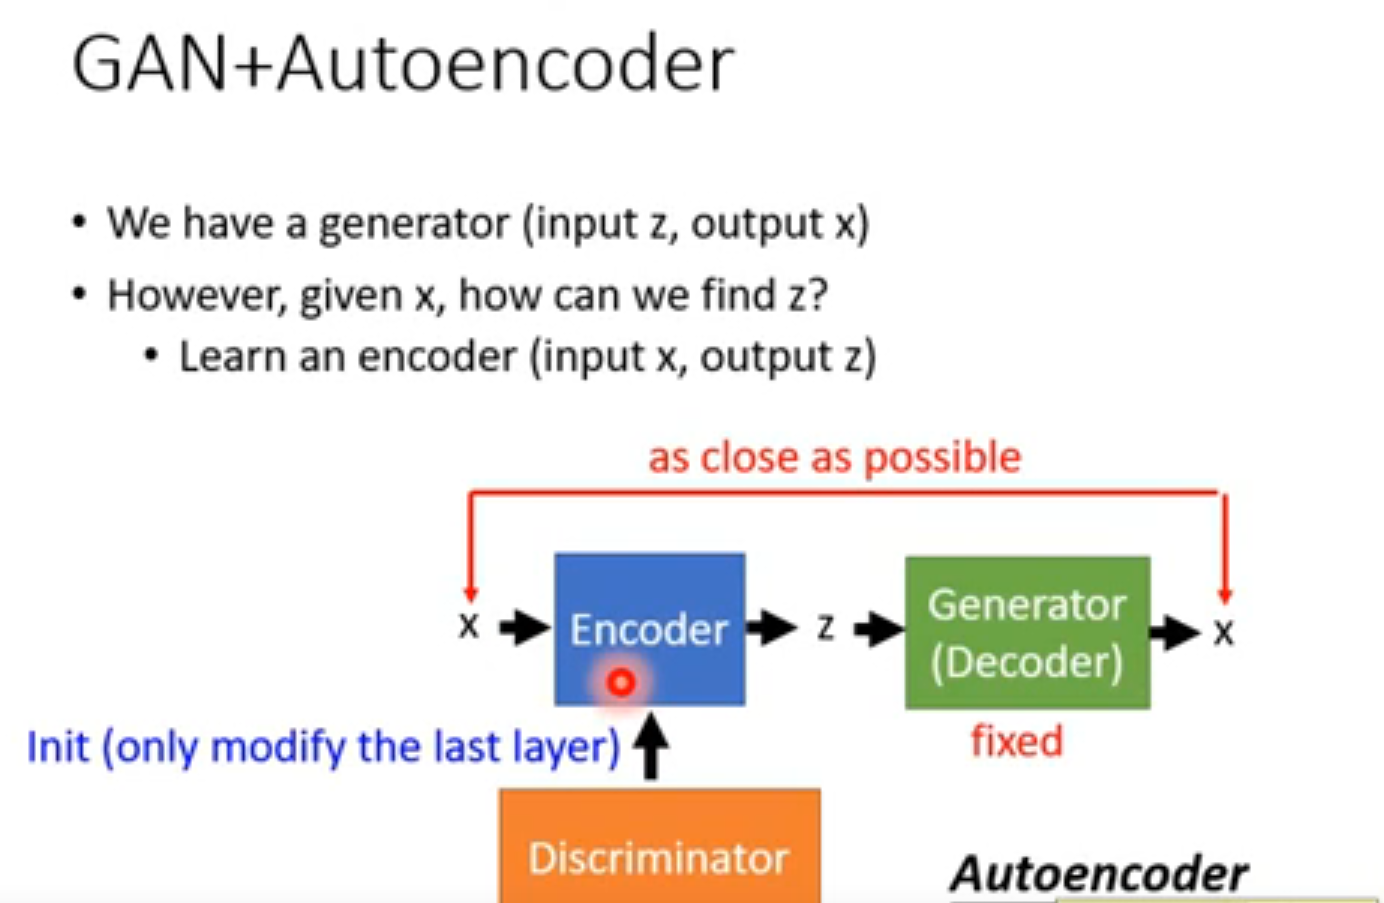 GAN+Autoencoder
• We have a generator (input z, output x)
• However, given x, how can we find z?
• Learn an encoder (input x, output z)
as close as possible
x Encoder z Generator (Decoder) x
Init (only modify the last layer)
fixed
Discriminator
Autoencoder